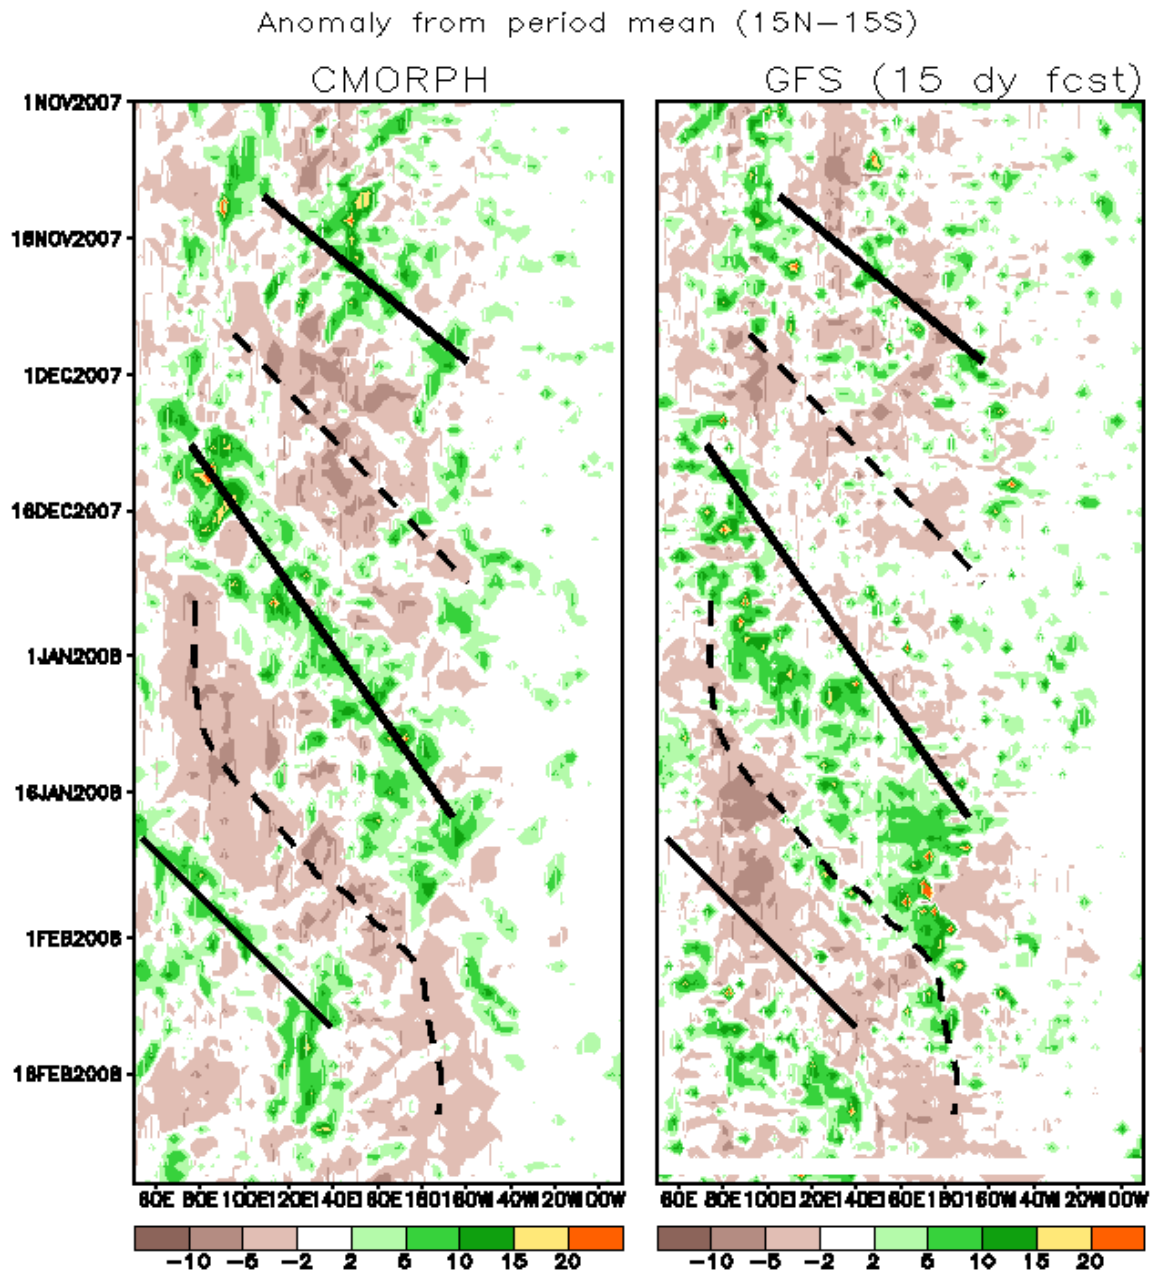 Anomaly from period mean (15N-15S)
CMORPH
GFS (15 dy fcst)
1NOV2007
16NOV2007
1DEC2007
16DEC2007
1JAN2008
16JAN2008
1FEB2008
16FEB2008
60E 80E 100E 120E 140E 160E 180 160W 140W 120W 100W
60E 80E 100E 120E 140E 160E 180 160W 140W 120W 100W
-10 -5 -2 2 5 10 15 20
-10 -5 -2 2 5 10 15 20